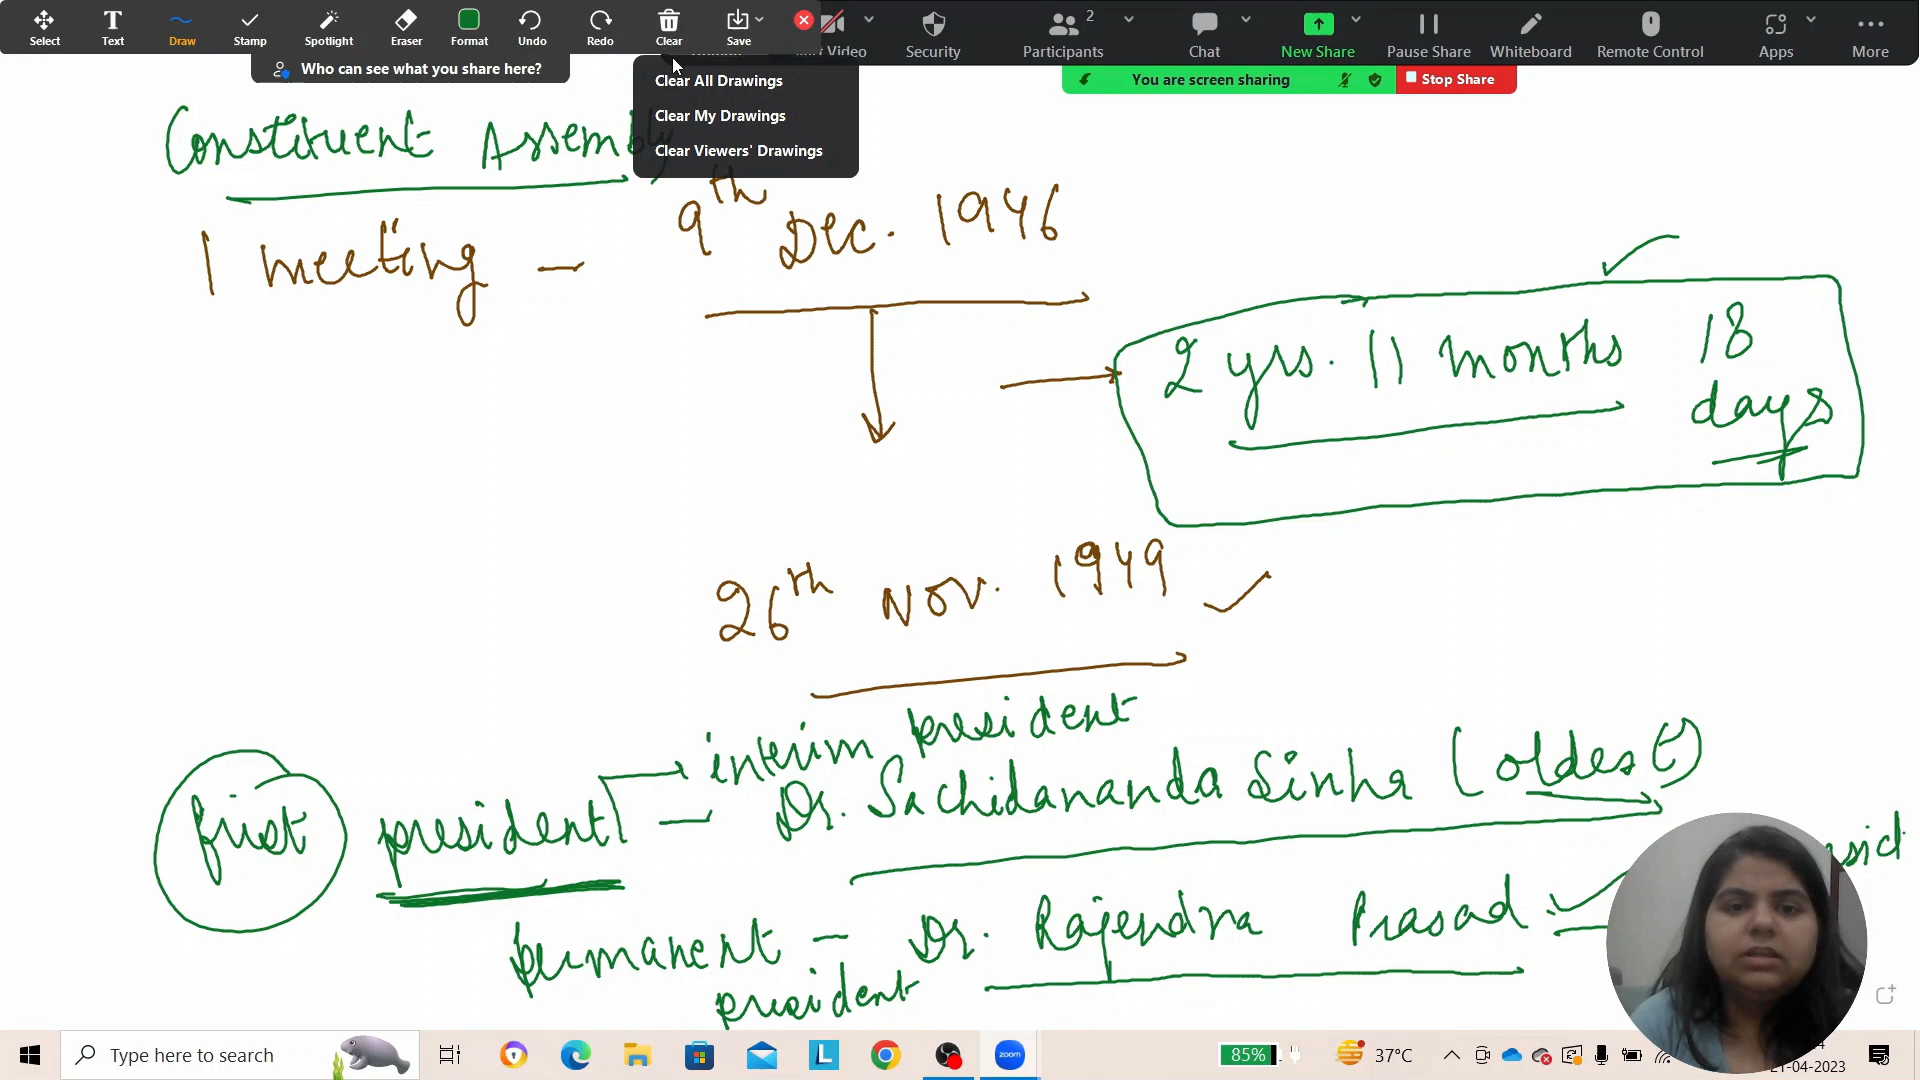 Select Text Draw Stamp Spotlight Eraser Format Undo Redo Clear Save
Video Security Participants 2 Chat New Share Pause Share Whiteboard Remote Control Apps More
Who can see what you share here?
You are screen sharing Stop Share
Clear All Drawings
Clear My Drawings
Clear Viewers' Drawings
Constituent Assembly
1 meeting - 9th Dec. 1946
2 yrs. 11 months 18
days
26th Nov. 1949
interim president
first president - Dr. Sachidananda Sinha (oldest)
permanent - Dr. Rajendra Prasad
president
Type here to search
85%
37°C
21-04-2023